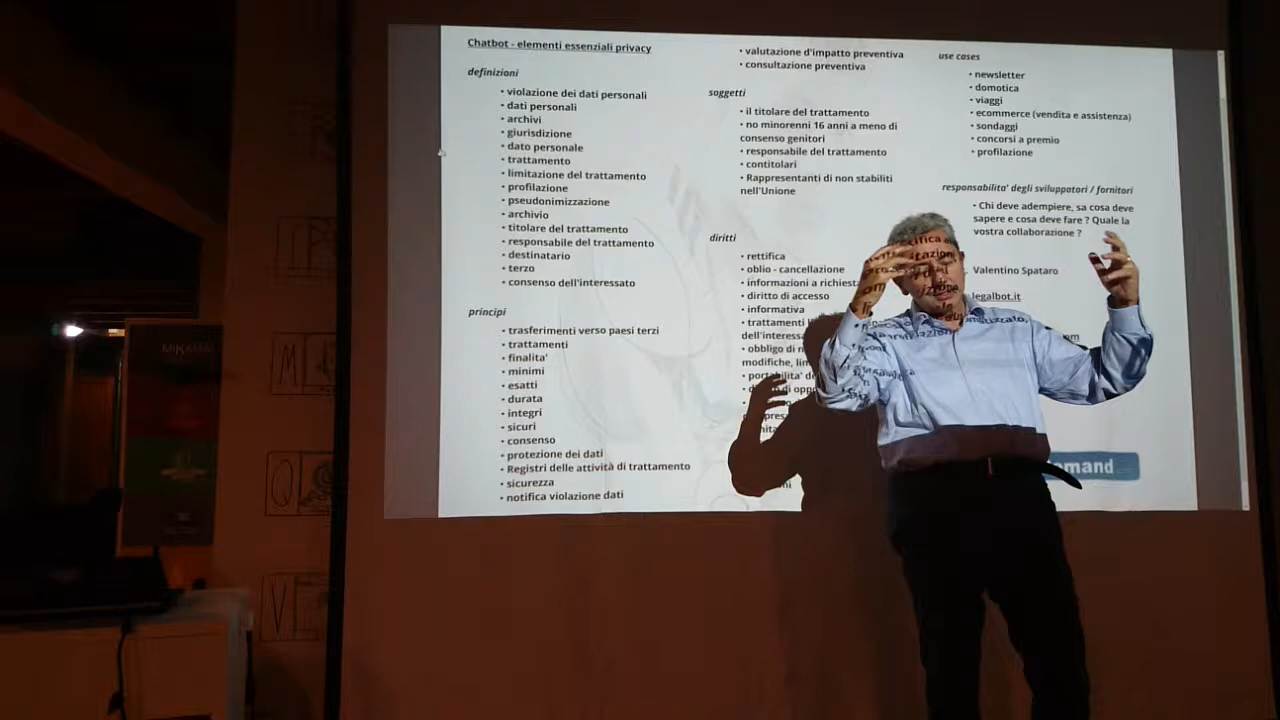 Chatbot - elementi essenziali privacy
definizioni
• violazione dei dati personali
• dati personali
• archivi
• giurisdizione
• dato personale
• trattamento
• limitazione del trattamento
• profilazione
• pseudonimizzazione
• archivio
• titolare del trattamento
• responsabile del trattamento
• destinatario
• terzo
• consenso dell'interessato
principi
• trasferimenti verso paesi terzi
• trattamenti
• finalita'
• minimi
• esatti
• durata
• integri
• sicuri
• consenso
• protezione dei dati
• Registri delle attività di trattamento
• sicurezza
• notifica violazione dati
• valutazione d'impatto preventiva
• consultazione preventiva
soggetti
• il titolare del trattamento
• no minorenni 16 anni a meno di
consenso genitori
• responsabile del trattamento
• contitolari
• Rappresentanti di non stabiliti
nell'Unione
diritti
• rettifica
• oblio - cancellazione
• informazioni a richiesta
• diritto di accesso
• informativa
• trattamenti
dell'interess
• obbligo di
modifiche,
use cases
• newsletter
• domotica
• viaggi
• ecommerce (vendita e assistenza)
• sondaggi
• concorsi a premio
• profilazione
responsabilita' degli sviluppatori / fornitori
• Chi deve adempiere, sa cosa deve
sapere e cosa deve fare ? Quale la
vostra collaborazione ?
Valentino Spataro
legalbot.it
mand
M
Q
V